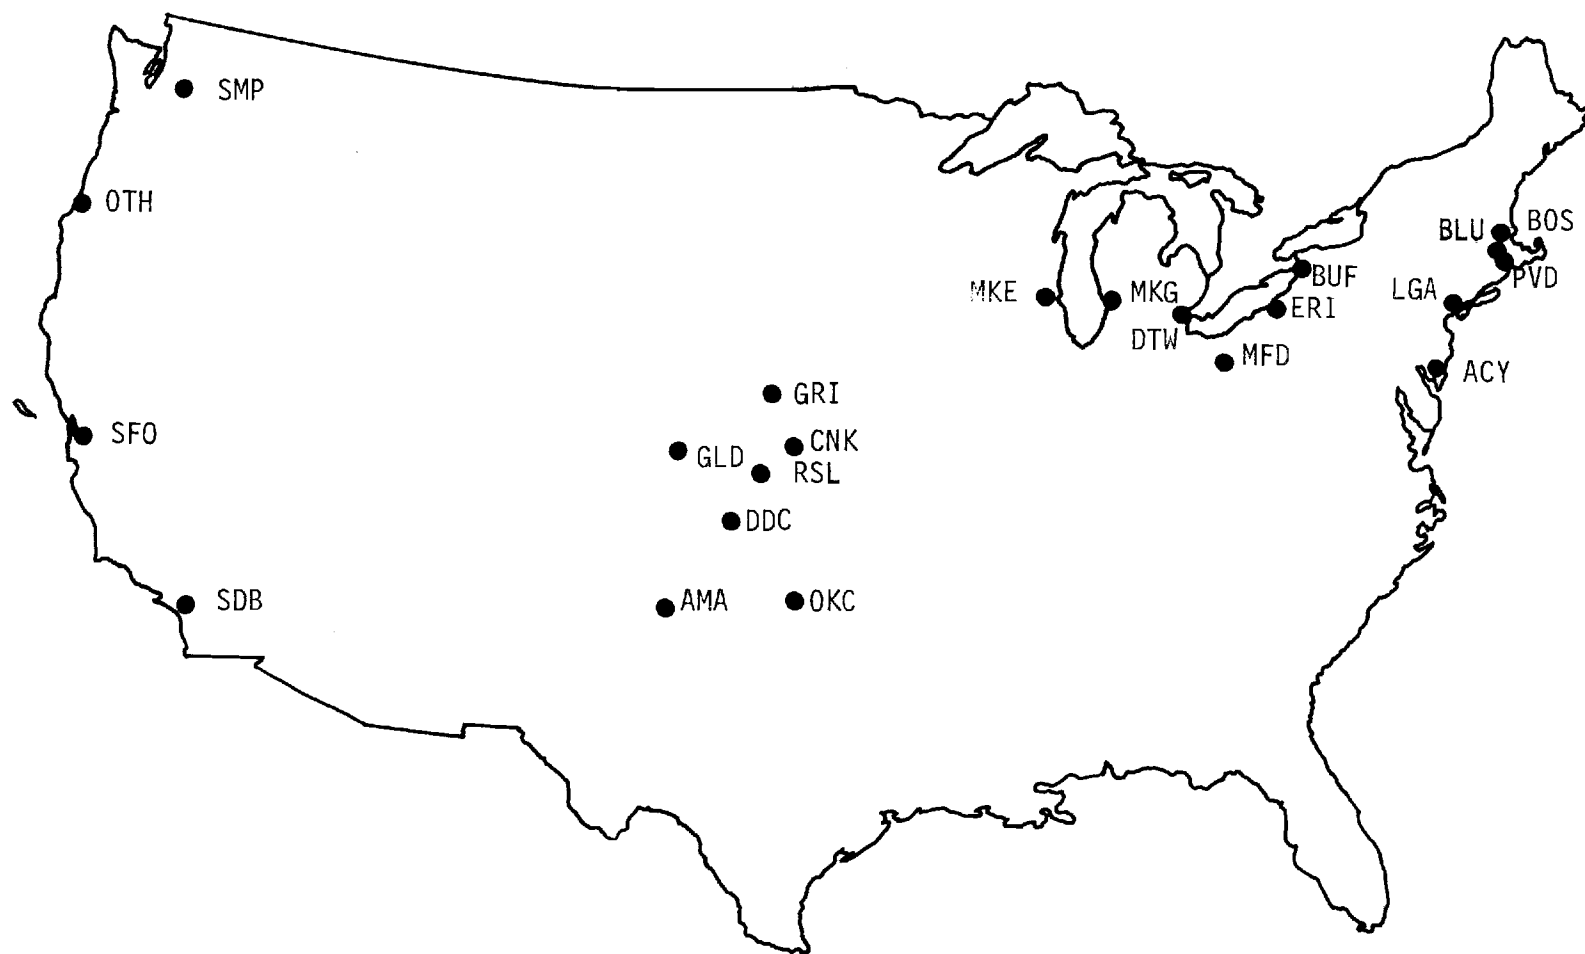 SMP
OTH
BLU
BOS
BUF
PVD
MKE
MKG
LGA
ERI
DTW
MFD
ACY
GRI
SFO
CNK
GLD
RSL
DDC
SDB
AMA
OKC